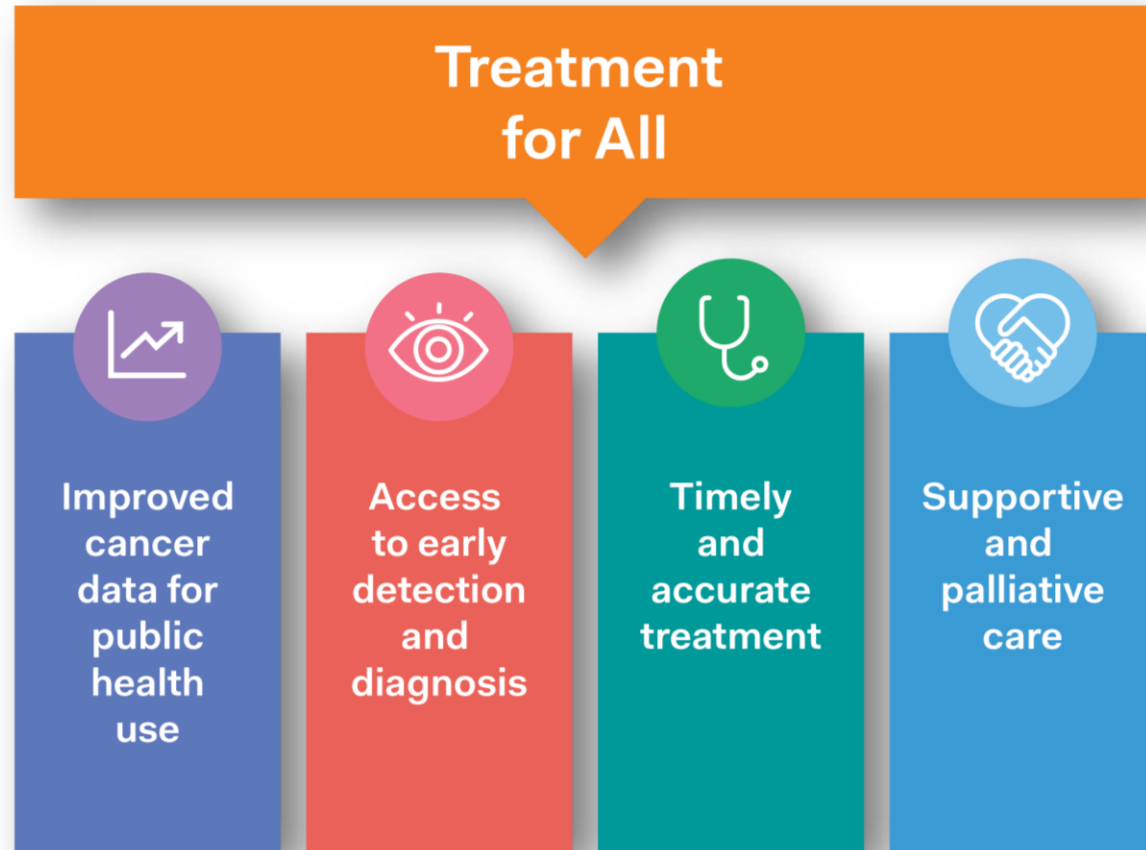 Treatment
for All
Improved
cancer
data for
public
health
use
Access
to early
detection
and
diagnosis
Timely
and
accurate
treatment
Supportive
and
palliative
care